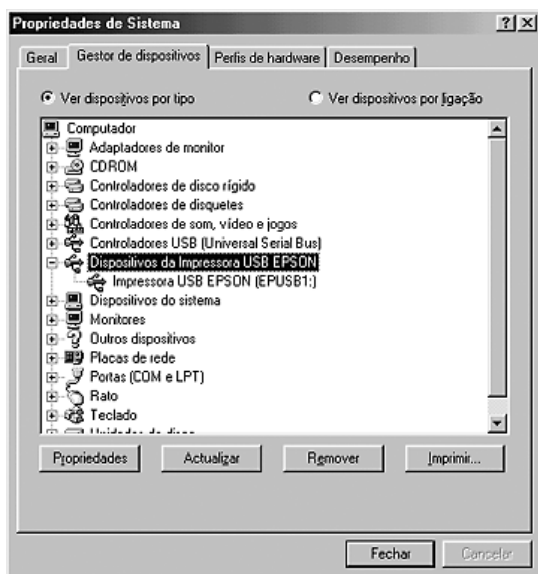 Propriedades de Sistema
Geral Gestor de dispositivos Perfis de hardware Desempenho
Ver dispositivos por tipo Ver dispositivos por ligação
Computador
Adaptadores de monitor
CDROM
Controladores de disco rígido
Controladores de disquetes
Controladores de som, vídeo e jogos
Controladores USB (Universal Serial Bus)
Dispositivos da Impressora USB EPSON
Impressora USB EPSON (EPUSB1:)
Dispositivos do sistema
Monitores
Outros dispositivos
Placas de rede
Portas (COM e LPT)
Rato
Teclado
Unidades de disco
Propriedades Actualizar Remover Imprimir...
Fechar Cancelar